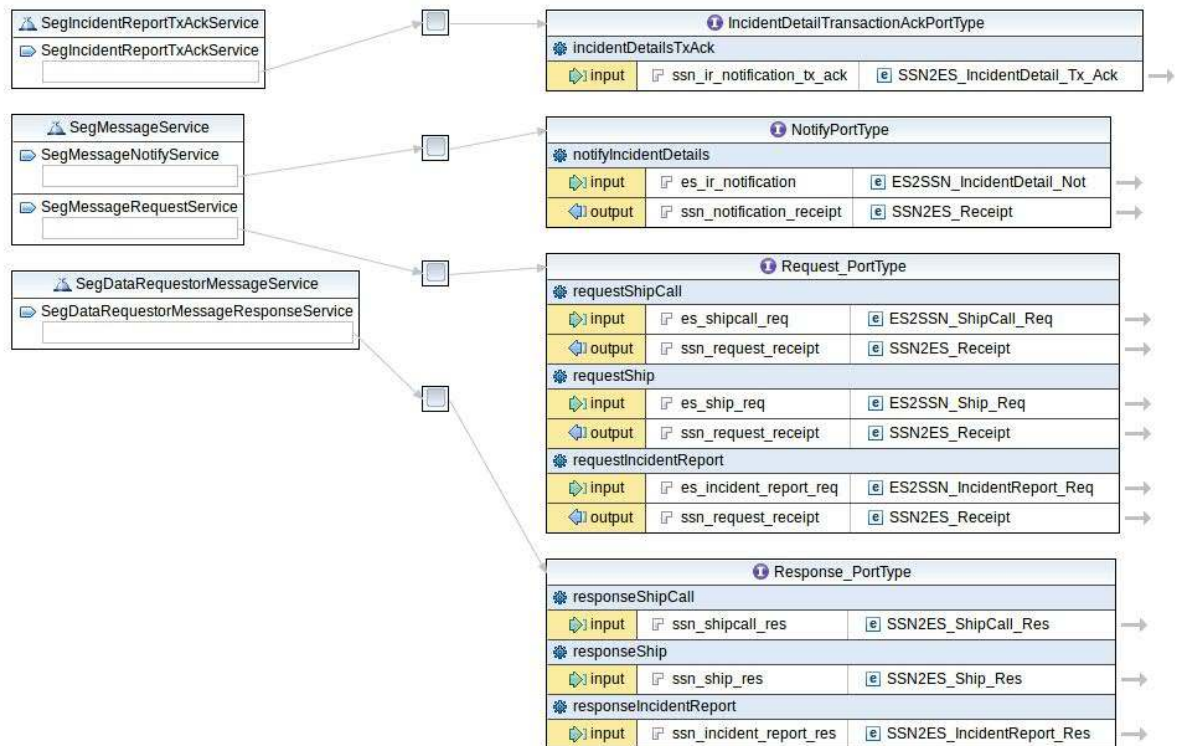 SegIncidentReportTxAckService
SegIncidentReportTxAckService
IncidentDetailTransactionAckPortType
incidentDetailsTxAck
input ssn_ir_notification_tx_ack SSN2ES_IncidentDetail_Tx_Ack
SegMessageService
SegMessageNotifyService
SegMessageRequestService
NotifyPortType
notifyIncidentDetails
input es_ir_notification ES2SSN_IncidentDetail_Not
output ssn_notification_receipt SSN2ES_Receipt
SegDataRequestorMessageService
SegDataRequestorMessageResponseService
Request_PortType
requestShipCall
input es_shipcall_req ES2SSN_ShipCall_Req
output ssn_request_receipt SSN2ES_Receipt
requestShip
input es_ship_req ES2SSN_Ship_Req
output ssn_request_receipt SSN2ES_Receipt
requestIncidentReport
input es_incident_report_req ES2SSN_IncidentReport_Req
output ssn_request_receipt SSN2ES_Receipt
Response_PortType
responseShipCall
input ssn_shipcall_res SSN2ES_ShipCall_Res
responseShip
input ssn_ship_res SSN2ES_Ship_Res
responseIncidentReport
input ssn_incident_report_res SSN2ES_IncidentReport_Res